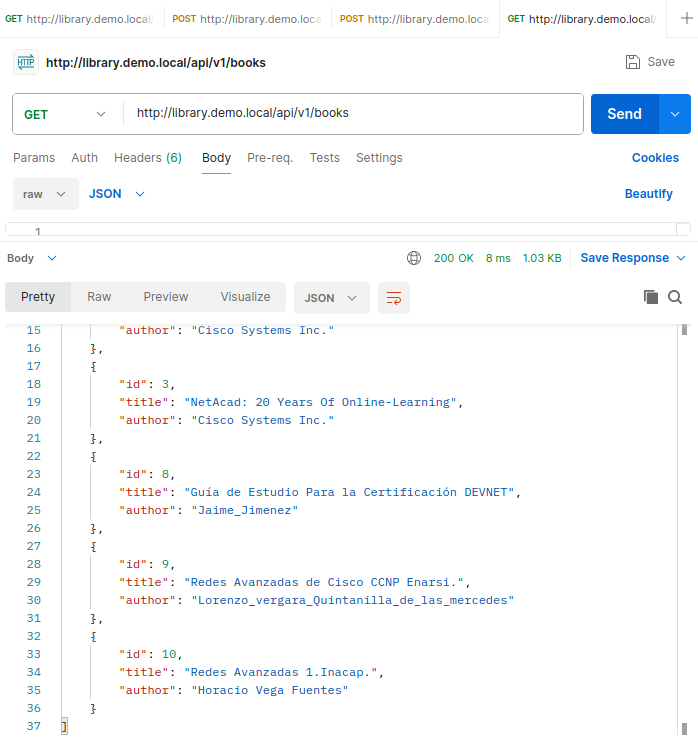 GET http://library.demo.local/
POST http://library.demo.loca
POST http://library.demo.loca
GET http://library.demo.local/
HTTP http://library.demo.local/api/v1/books
Save
GET http://library.demo.local/api/v1/books
Send
Params Auth Headers (6) Body Pre-req. Tests Settings Cookies
raw JSON Beautify
1
Body 200 OK 8 ms 1.03 KB Save Response
Pretty Raw Preview Visualize JSON
15 "author": "Cisco Systems Inc."
16 },
17 {
18 "id": 3,
19 "title": "NetAcad: 20 Years Of Online-Learning",
20 "author": "Cisco Systems Inc."
21 },
22 {
23 "id": 8,
24 "title": "Guía de Estudio Para la Certificación DEVNET",
25 "author": "Jaime_Jimenez"
26 },
27 {
28 "id": 9,
29 "title": "Redes Avanzadas de Cisco CCNP Enarsi.",
30 "author": "Lorenzo_vergara_Quintanilla_de_las_mercedes"
31 },
32 {
33 "id": 10,
34 "title": "Redes Avanzadas 1.Inacap.",
35 "author": "Horacio Vega Fuentes"
36 }
37 ]